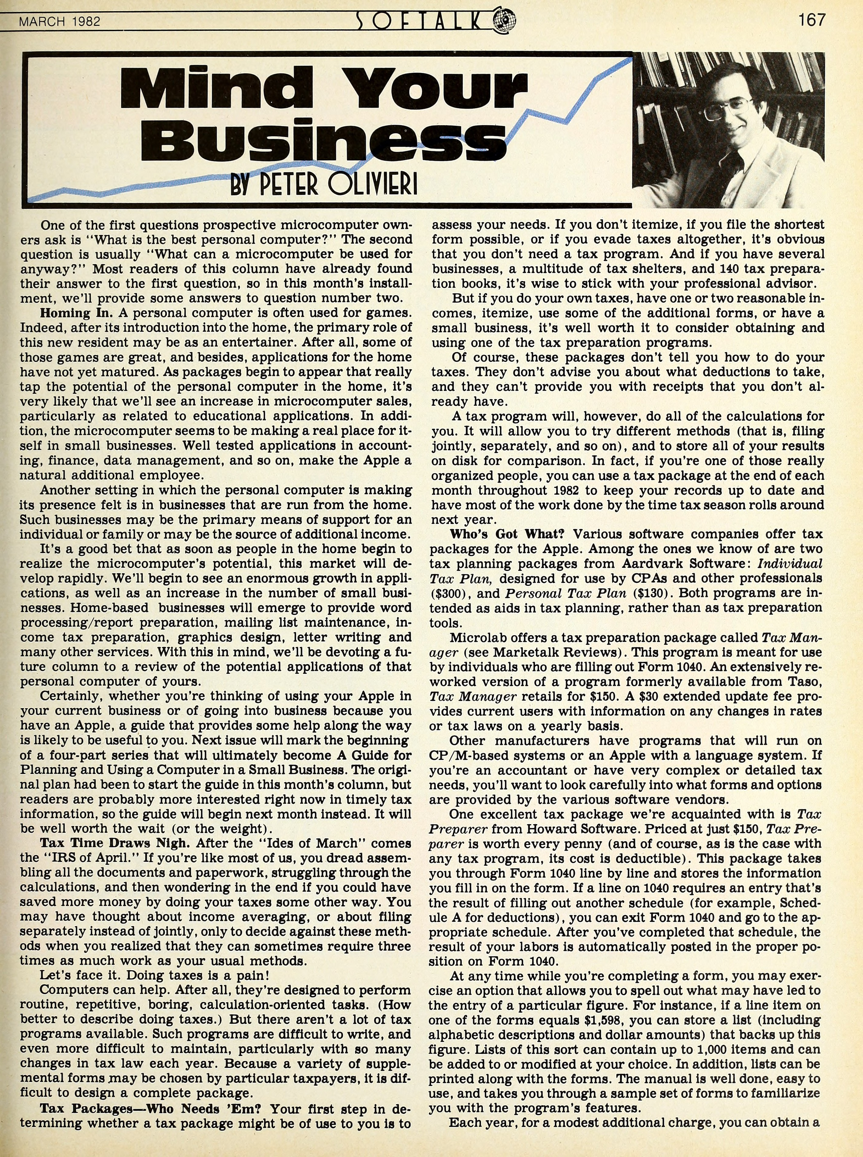 MARCH 1982
SOFTALK
167
Mind Your
Business
BY PETER OLIVIERI
One of the first questions prospective microcomputer own-
ers ask is "What is the best personal computer?" The second
question is usually "What can a microcomputer be used for
anyway?" Most readers of this column have already found
their answer to the first question, so in this month's install-
ment, we'll provide some answers to question number two.
Homing In. A personal computer is often used for games.
Indeed, after its introduction into the home, the primary role of
this new resident may be as an entertainer. After all, some of
those games are great, and besides, applications for the home
have not yet matured. As packages begin to appear that really
tap the potential of the personal computer in the home, it's
very likely that we'll see an increase in microcomputer sales,
particularly as related to educational applications. In addi-
tion, the microcomputer seems to be making a real place for it-
self in small businesses. Well tested applications in account-
ing, finance, data management, and so on, make the Apple a
natural additional employee.
Another setting in which the personal computer is making
its presence felt is in businesses that are run from the home.
Such businesses may be the primary means of support for an
individual or family or may be the source of additional income.
It's a good bet that as soon as people in the home begin to
realize the microcomputer's potential, this market will de-
velop rapidly. We'll begin to see an enormous growth in appli-
cations, as well as an increase in the number of small busi-
nesses. Home-based businesses will emerge to provide word
processing/report preparation, mailing list maintenance, in-
come tax preparation, graphics design, letter writing and
many other services. With this in mind, we'll be devoting a fu-
ture column to a review of the potential applications of that
personal computer of yours.
Certainly, whether you're thinking of using your Apple in
your current business or of going into business because you
have an Apple, a guide that provides some help along the way
is likely to be useful to you. Next issue will mark the beginning
of a four-part series that will ultimately become A Guide for
Planning and Using a Computer in a Small Business. The origi-
nal plan had been to start the guide in this month's column, but
readers are probably more interested right now in timely tax
information, so the guide will begin next month instead. It will
be well worth the wait (or the weight).
Tax Time Draws Nigh. After the "Ides of March" comes
the "IRS of April." If you're like most of us, you dread assem-
bling all the documents and paperwork, struggling through the
calculations, and then wondering in the end if you could have
saved more money by doing your taxes some other way. You
may have thought about income averaging, or about filing
separately instead of jointly, only to decide against these meth-
ods when you realized that they can sometimes require three
times as much work as your usual methods.
Let's face it. Doing taxes is a pain!
Computers can help. After all, they're designed to perform
routine, repetitive, boring, calculation-oriented tasks. (How
better to describe doing taxes.) But there aren't a lot of tax
programs available. Such programs are difficult to write, and
even more difficult to maintain, particularly with so many
changes in tax law each year. Because a variety of supple-
mental forms may be chosen by particular taxpayers, it is dif-
ficult to design a complete package.
Tax Packages—Who Needs 'Em? Your first step in de-
termining whether a tax package might be of use to you is to
assess your needs. If you don't itemize, if you file the shortest
form possible, or if you evade taxes altogether, it's obvious
that you don't need a tax program. And if you have several
businesses, a multitude of tax shelters, and 140 tax prepara-
tion books, it's wise to stick with your professional advisor.
But if you do your own taxes, have one or two reasonable in-
comes, itemize, use some of the additional forms, or have a
small business, it's well worth it to consider obtaining and
using one of the tax preparation programs.
Of course, these packages don't tell you how to do your
taxes. They don't advise you about what deductions to take,
and they can't provide you with receipts that you don't al-
ready have.
A tax program will, however, do all of the calculations for
you. It will allow you to try different methods (that is, filing
jointly, separately, and so on), and to store all of your results
on disk for comparison. In fact, if you're one of those really
organized people, you can use a tax package at the end of each
month throughout 1982 to keep your records up to date and
have most of the work done by the time tax season rolls around
next year.
Who's Got What? Various software companies offer tax
packages for the Apple. Among the ones we know of are two
tax planning packages from Aardvark Software: Individual
Tax Plan, designed for use by CPAs and other professionals
($300), and Personal Tax Plan ($130). Both programs are in-
tended as aids in tax planning, rather than as tax preparation
tools.
Microlab offers a tax preparation package called Tax Man-
ager (see Marketalk Reviews). This program is meant for use
by individuals who are filling out Form 1040. An extensively re-
worked version of a program formerly available from Taso,
Tax Manager retails for $150. A $30 extended update fee pro-
vides current users with information on any changes in rates
or tax laws on a yearly basis.
Other manufacturers have programs that will run on
CP/M-based systems or an Apple with a language system. If
you're an accountant or have very complex or detailed tax
needs, you'll want to look carefully into what forms and options
are provided by the various software vendors.
One excellent tax package we're acquainted with is Tax
Preparer from Howard Software. Priced at just $150, Tax Pre-
parer is worth every penny (and of course, as is the case with
any tax program, its cost is deductible). This package takes
you through Form 1040 line by line and stores the information
you fill in on the form. If a line on 1040 requires an entry that's
the result of filling out another schedule (for example, Sched-
ule A for deductions), you can exit Form 1040 and go to the ap-
propriate schedule. After you've completed that schedule, the
result of your labors is automatically posted in the proper po-
sition on Form 1040.
At any time while you're completing a form, you may exer-
cise an option that allows you to spell out what may have led to
the entry of a particular figure. For instance, if a line item on
one of the forms equals $1,598, you can store a list (including
alphabetic descriptions and dollar amounts) that backs up this
figure. Lists of this sort can contain up to 1,000 items and can
be added to or modified at your choice. In addition, lists can be
printed along with the forms. The manual is well done, easy to
use, and takes you through a sample set of forms to familiarize
you with the program's features.
Each year, for a modest additional charge, you can obtain a